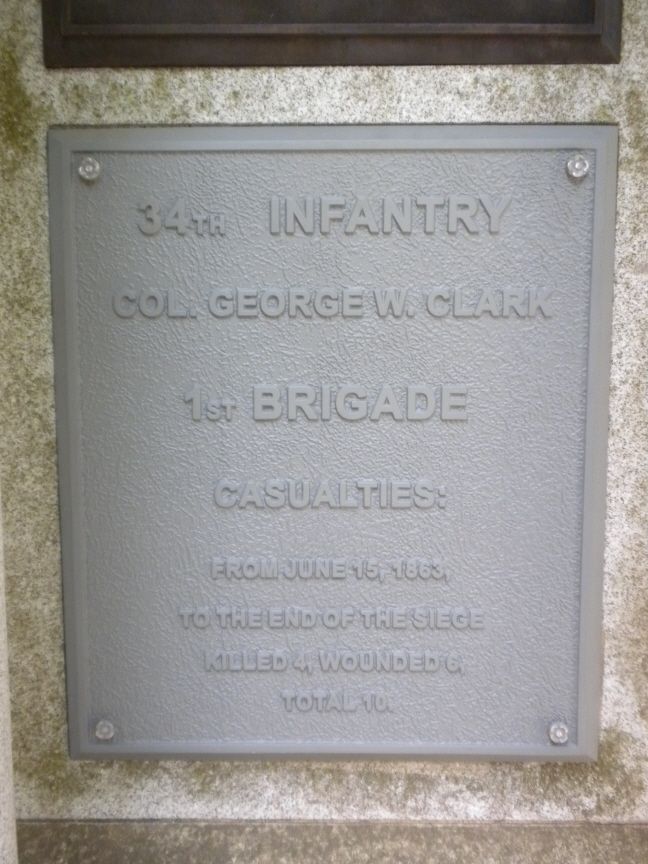 34TH INFANTRY
COL. GEORGE W. CLARK
1ST BRIGADE
CASUALTIES:
FROM JUNE 15, 1863,
TO THE END OF THE SIEGE
KILLED 4, WOUNDED 6,
TOTAL 10.